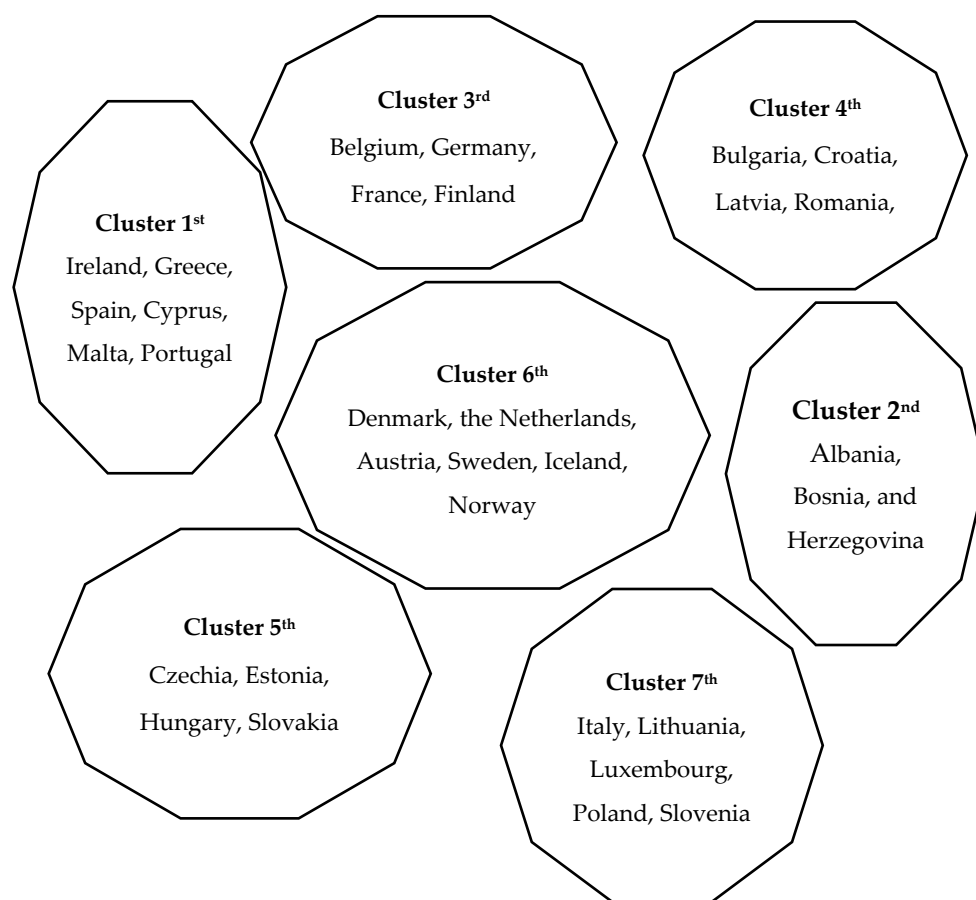 Cluster 3rd
Belgium, Germany,
France, Finland
Cluster 4th
Bulgaria, Croatia,
Latvia, Romania,
Cluster 1st
Ireland, Greece,
Spain, Cyprus,
Malta, Portugal
Cluster 6th
Denmark, the Netherlands,
Austria, Sweden, Iceland,
Norway
Cluster 2nd
Albania,
Bosnia, and
Herzegovina
Cluster 5th
Czechia, Estonia,
Hungary, Slovakia
Cluster 7th
Italy, Lithuania,
Luxembourg,
Poland, Slovenia